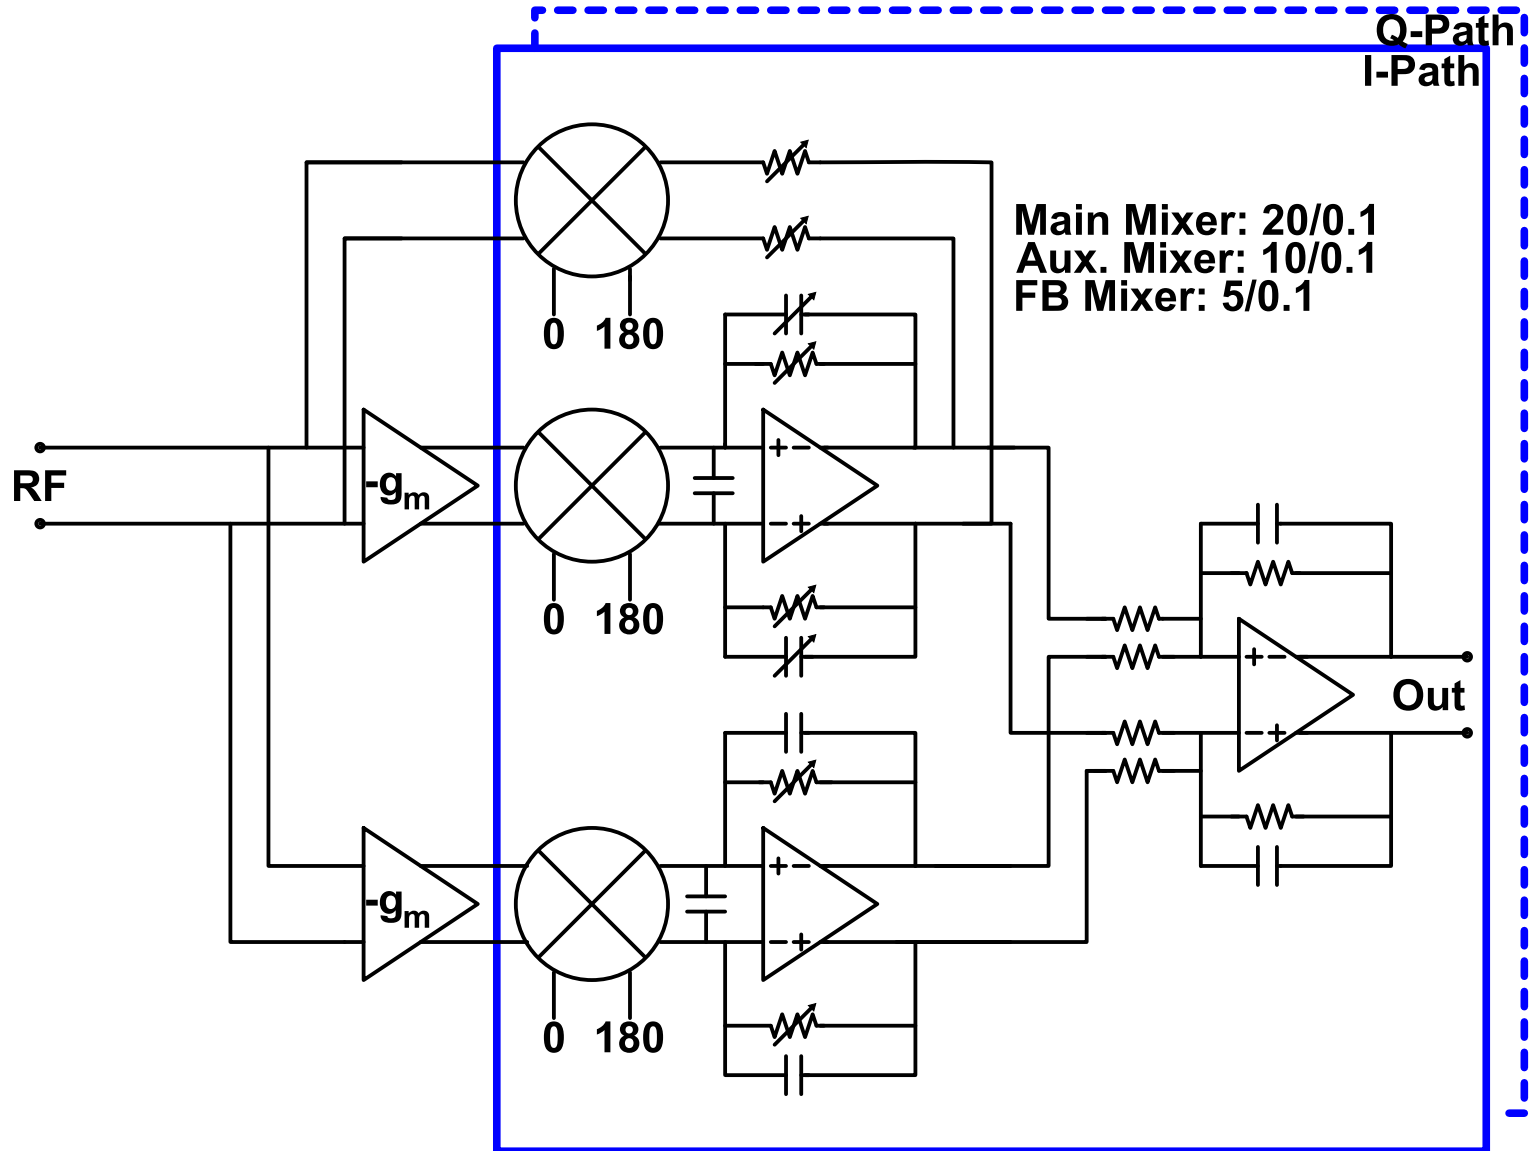 Q-Path
I-Path
Main Mixer: 20/0.1
Aux. Mixer: 10/0.1
FB Mixer: 5/0.1
0 180
+ −
RF
-gm
− +
0 180
+ −
Out
− +
+ −
-gm
− +
0 180